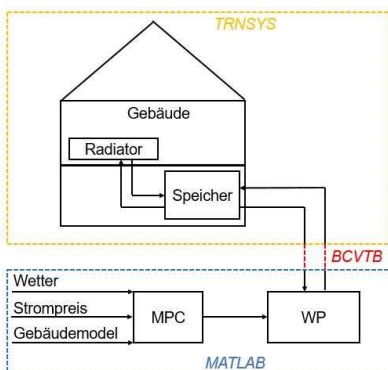 TRNSYS
Gebäude
Radiator
Speicher
BCVTB
Wetter
Strompreis
Gebäudemodel
MPC
WP
MATLAB